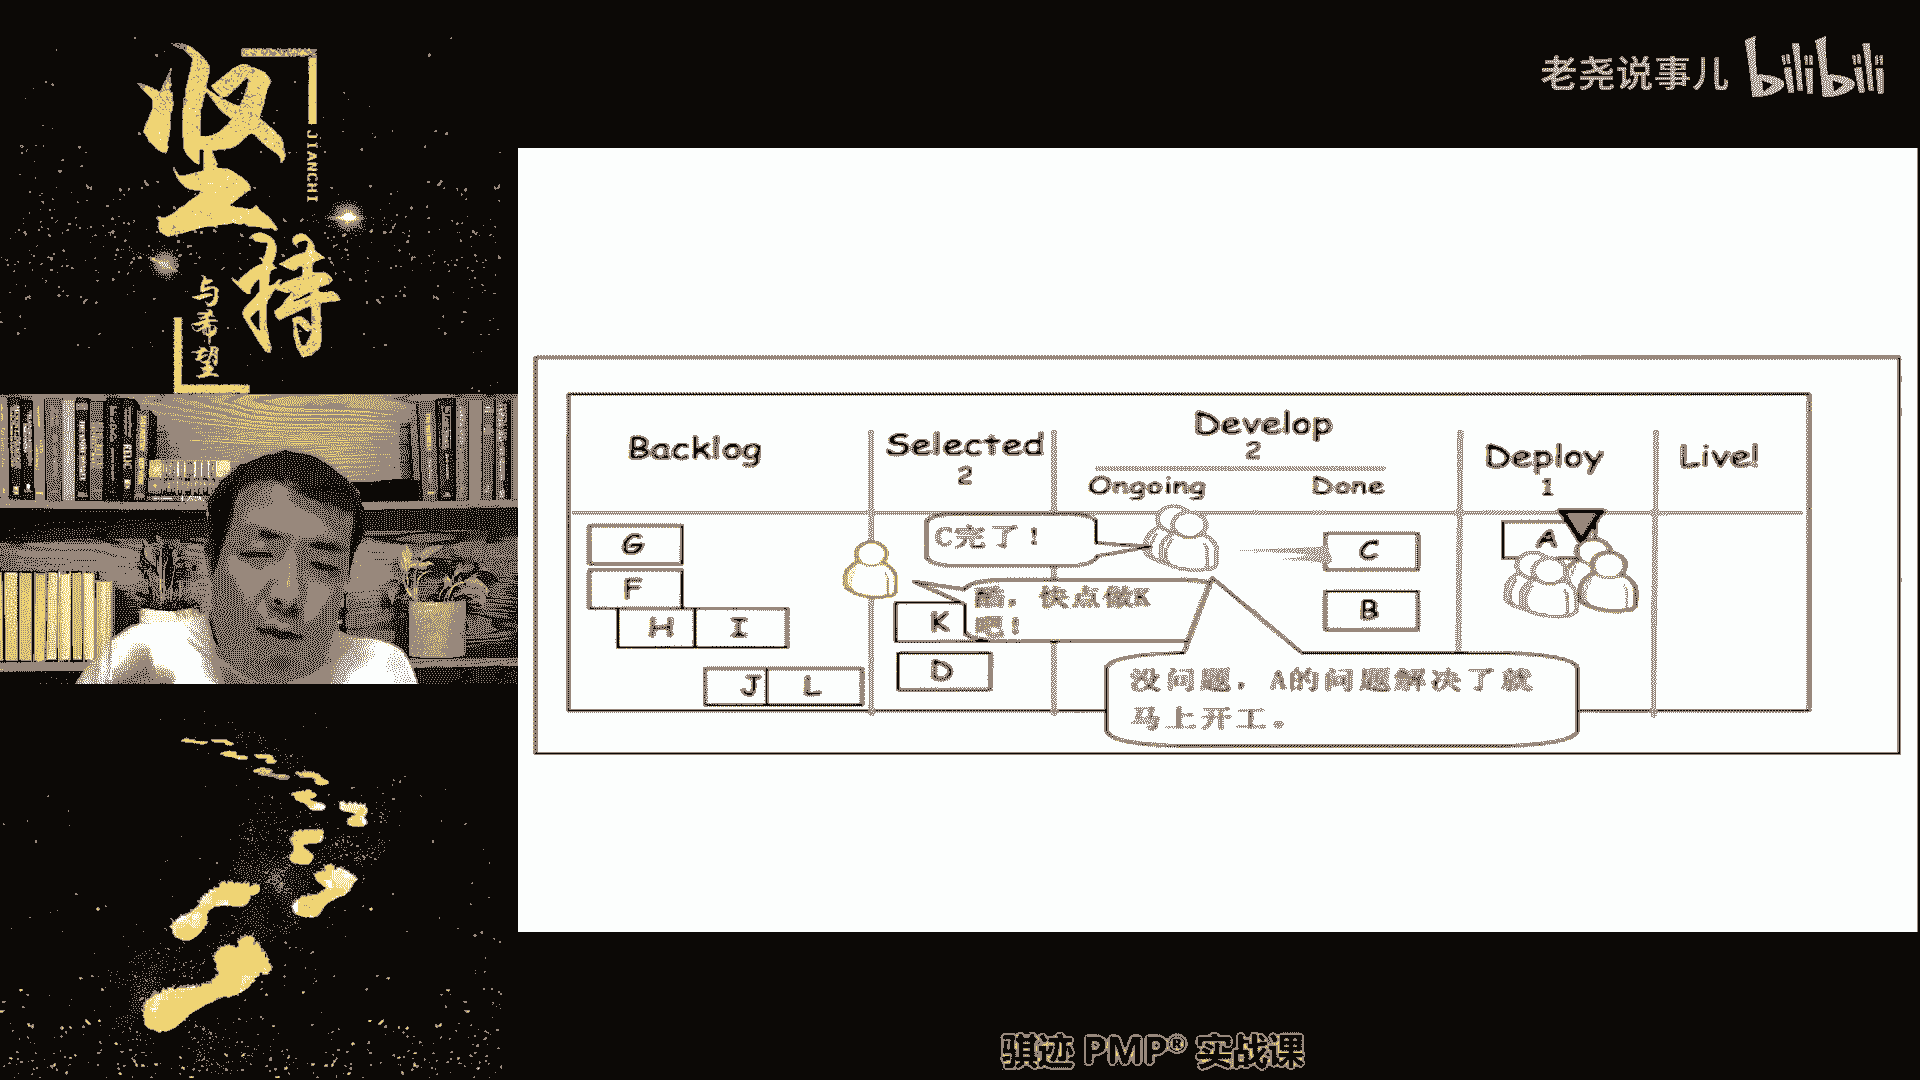 坚持
JIANCHI
与希望
老尧说事儿 bilibili
Backlog
Selected
2
Develop
2
Ongoing
Done
Deploy
1
Live!
G
F
H
I
J
L
K
D
C完了!
酷,快点做K
吧!
没问题,A的问题解决了就
马上开工。
C
B
A
骐迹 PMP® 实战课